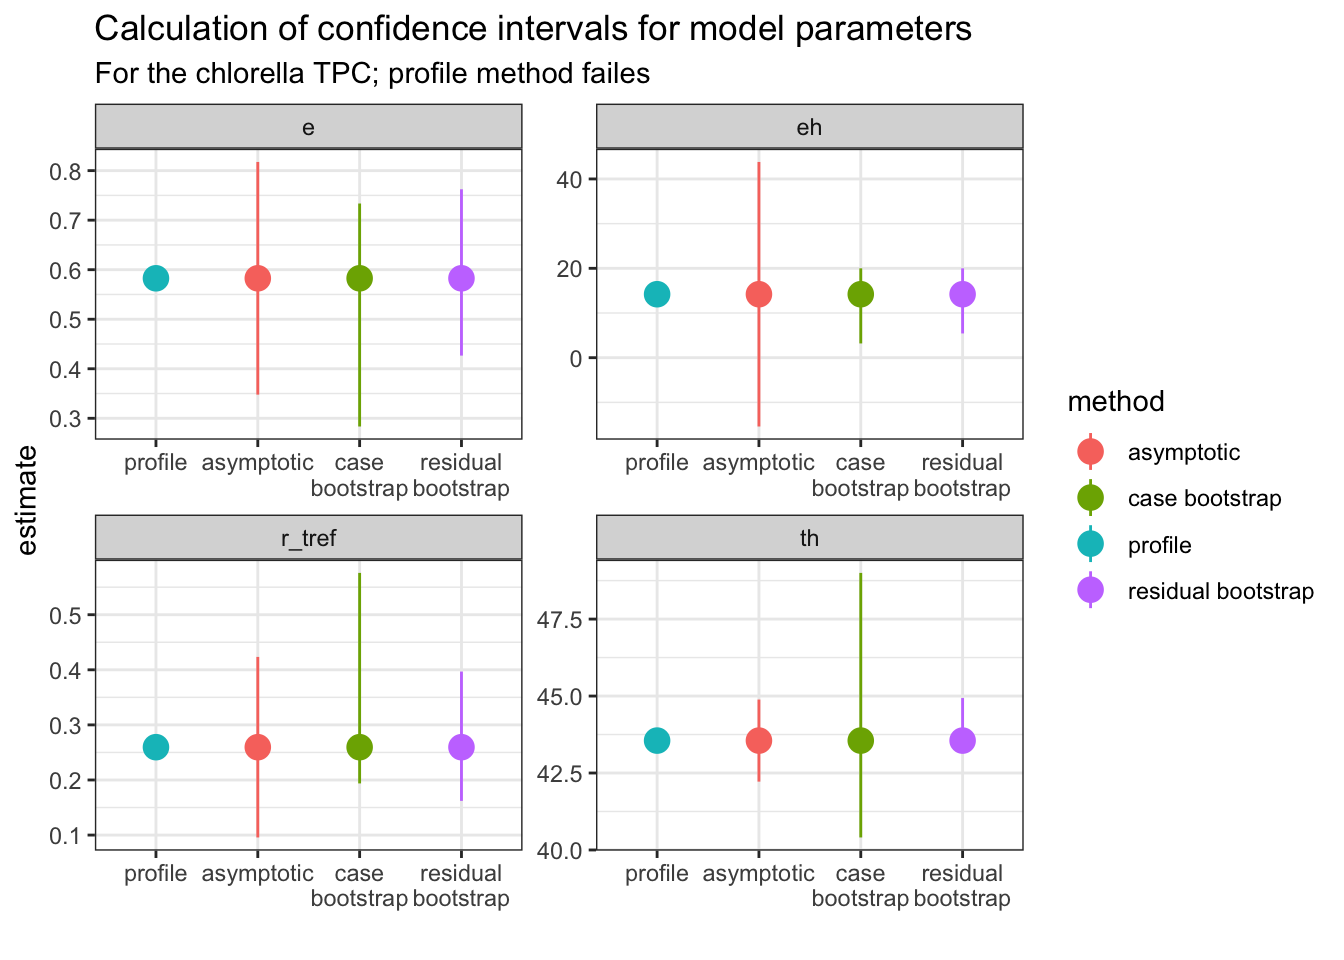 Calculation of confidence intervals for model parameters
For the chlorella TPC; profile method failes
e
0.8
0.7
0.6
0.5
0.4
0.3
profile asymptotic case residual
bootstrap bootstrap
eh
40
20
0
profile asymptotic case residual
bootstrap bootstrap
estimate
r_tref
0.5
0.4
0.3
0.2
0.1
profile asymptotic case residual
bootstrap bootstrap
th
47.5
45.0
42.5
40.0
profile asymptotic case residual
bootstrap bootstrap
method
asymptotic
case bootstrap
profile
residual bootstrap